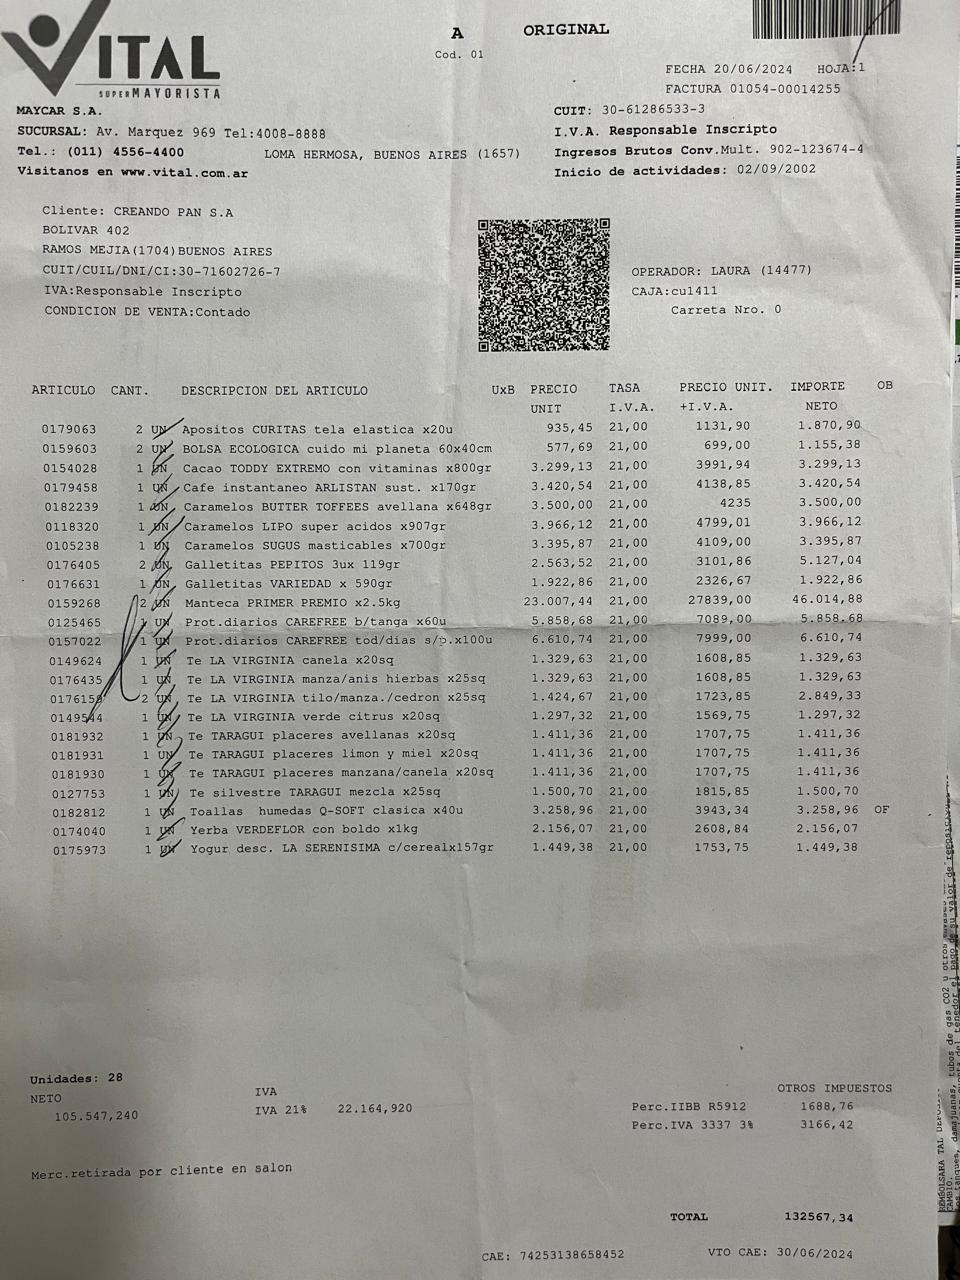 VITAL
SUPERMAYORISTA
A
Cod. 01
ORIGINAL
FECHA 20/06/2024 HOJA:1
FACTURA 01054-00014255
MAYCAR S.A.
SUCURSAL: Av. Marquez 969 Tel:4008-8888
Tel.: (011) 4556-4400 LOMA HERMOSA, BUENOS AIRES (1657)
Visitanos en www.vital.com.ar
CUIT: 30-61286533-3
I.V.A. Responsable Inscripto
Ingresos Brutos Conv.Mult. 902-123674-4
Inicio de actividades: 02/09/2002
Cliente: CREANDO PAN S.A
BOLIVAR 402
RAMOS MEJIA(1704)BUENOS AIRES
CUIT/CUIL/DNI/CI:30-71602726-7
IVA:Responsable Inscripto
CONDICION DE VENTA:Contado
OPERADOR: LAURA (14477)
CAJA:cu1411
Carreta Nro. 0
ARTICULO CANT. DESCRIPCION DEL ARTICULO UxB PRECIO TASA PRECIO UNIT. IMPORTE OB
UNIT I.V.A. +I.V.A. NETO
0179063 2 UN Apositos CURITAS tela elastica x20u 935,45 21,00 1131,90 1.870,90
0159603 2 UN BOLSA ECOLOGICA cuido mi planeta 60x40cm 577,69 21,00 699,00 1.155,38
0154028 1 UN Cacao TODDY EXTREMO con vitaminas x800gr 3.299,13 21,00 3991,94 3.299,13
0179458 1 UN Cafe instantaneo ARLISTAN sust. x170gr 3.420,54 21,00 4138,85 3.420,54
0182239 1 UN Caramelos BUTTER TOFFEES avellana x648gr 3.500,00 21,00 4235 3.500,00
0118320 1 UN Caramelos LIPO super acidos x907gr 3.966,12 21,00 4799,01 3.966,12
0105238 1 UN Caramelos SUGUS masticables x700gr 3.395,87 21,00 4109,00 3.395,87
0176405 2 UN Galletitas PEPITOS 3ux 119gr 2.563,52 21,00 3101,86 5.127,04
0176631 1 UN Galletitas VARIEDAD x 590gr 1.922,86 21,00 2326,67 1.922,86
0159268 2 UN Manteca PRIMER PREMIO x2.5kg 23.007,44 21,00 27839,00 46.014,88
0125465 1 UN Prot.diarios CAREFREE b/tanga x60u 5.858,68 21,00 7089,00 5.858,68
0157022 1 UN Prot.diarios CAREFREE tod/dias s/p.x100u 6.610,74 21,00 7999,00 6.610,74
0149624 1 UN Te LA VIRGINIA canela x20sq 1.329,63 21,00 1608,85 1.329,63
0176435 1 UN Te LA VIRGINIA manza/anis hierbas x25sq 1.329,63 21,00 1608,85 1.329,63
0176159 2 UN Te LA VIRGINIA tilo/manza./cedron x25sq 1.424,67 21,00 1723,85 2.849,33
0149544 1 UN Te LA VIRGINIA verde citrus x20sq 1.297,32 21,00 1569,75 1.297,32
0181932 1 UN Te TARAGUI placeres avellanas x20sq 1.411,36 21,00 1707,75 1.411,36
0181931 1 UN Te TARAGUI placeres limon y miel x20sq 1.411,36 21,00 1707,75 1.411,36
0181930 1 UN Te TARAGUI placeres manzana/canela x20sq 1.411,36 21,00 1707,75 1.411,36
0127753 1 UN Te silvestre TARAGUI mezcla x25sq 1.500,70 21,00 1815,85 1.500,70
0182812 1 UN Toallas humedas Q-SOFT clasica x40u 3.258,96 21,00 3943,34 3.258,96 OF
0174040 1 UN Yerba VERDEFLOR con boldo x1kg 2.156,07 21,00 2608,84 2.156,07
0175973 1 UN Yogur desc. LA SERENISIMA c/cerealx157gr 1.449,38 21,00 1753,75 1.449,38
Unidades: 28
NETO IVA OTROS IMPUESTOS
105.547,240 IVA 21% 22.164,920 Perc.IIBB R5912 1688,76
Perc.IVA 3337 3% 3166,42
Merc.retirada por cliente en salon
TOTAL 132567,34
CAE: 74253138658452 VTO CAE: 30/06/2024